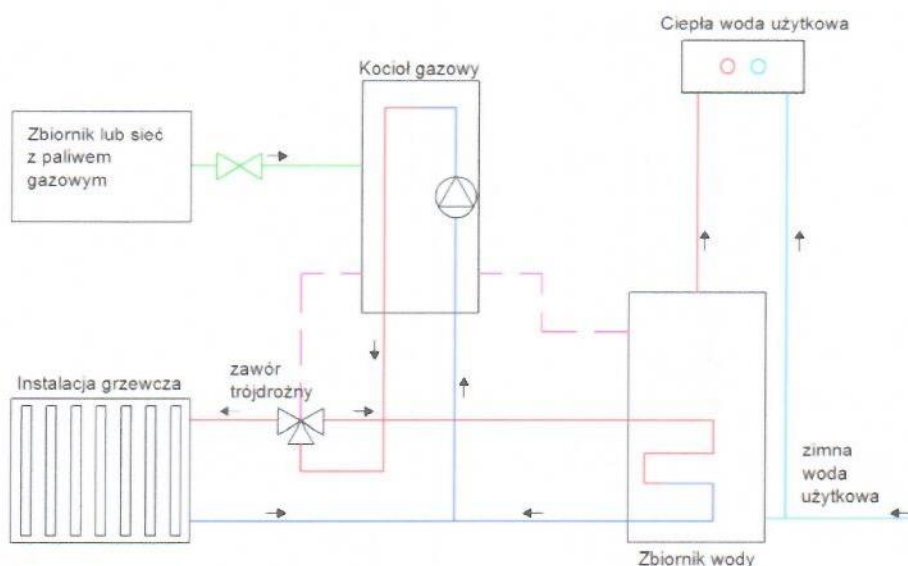 Ciepła woda użytkowa
Kocioł gazowy
Zbiornik lub sieć
z paliwem
gazowym
zawór
trójdrożny
Instalacja grzewcza
zimna
woda
użytkowa
Zbiornik wody